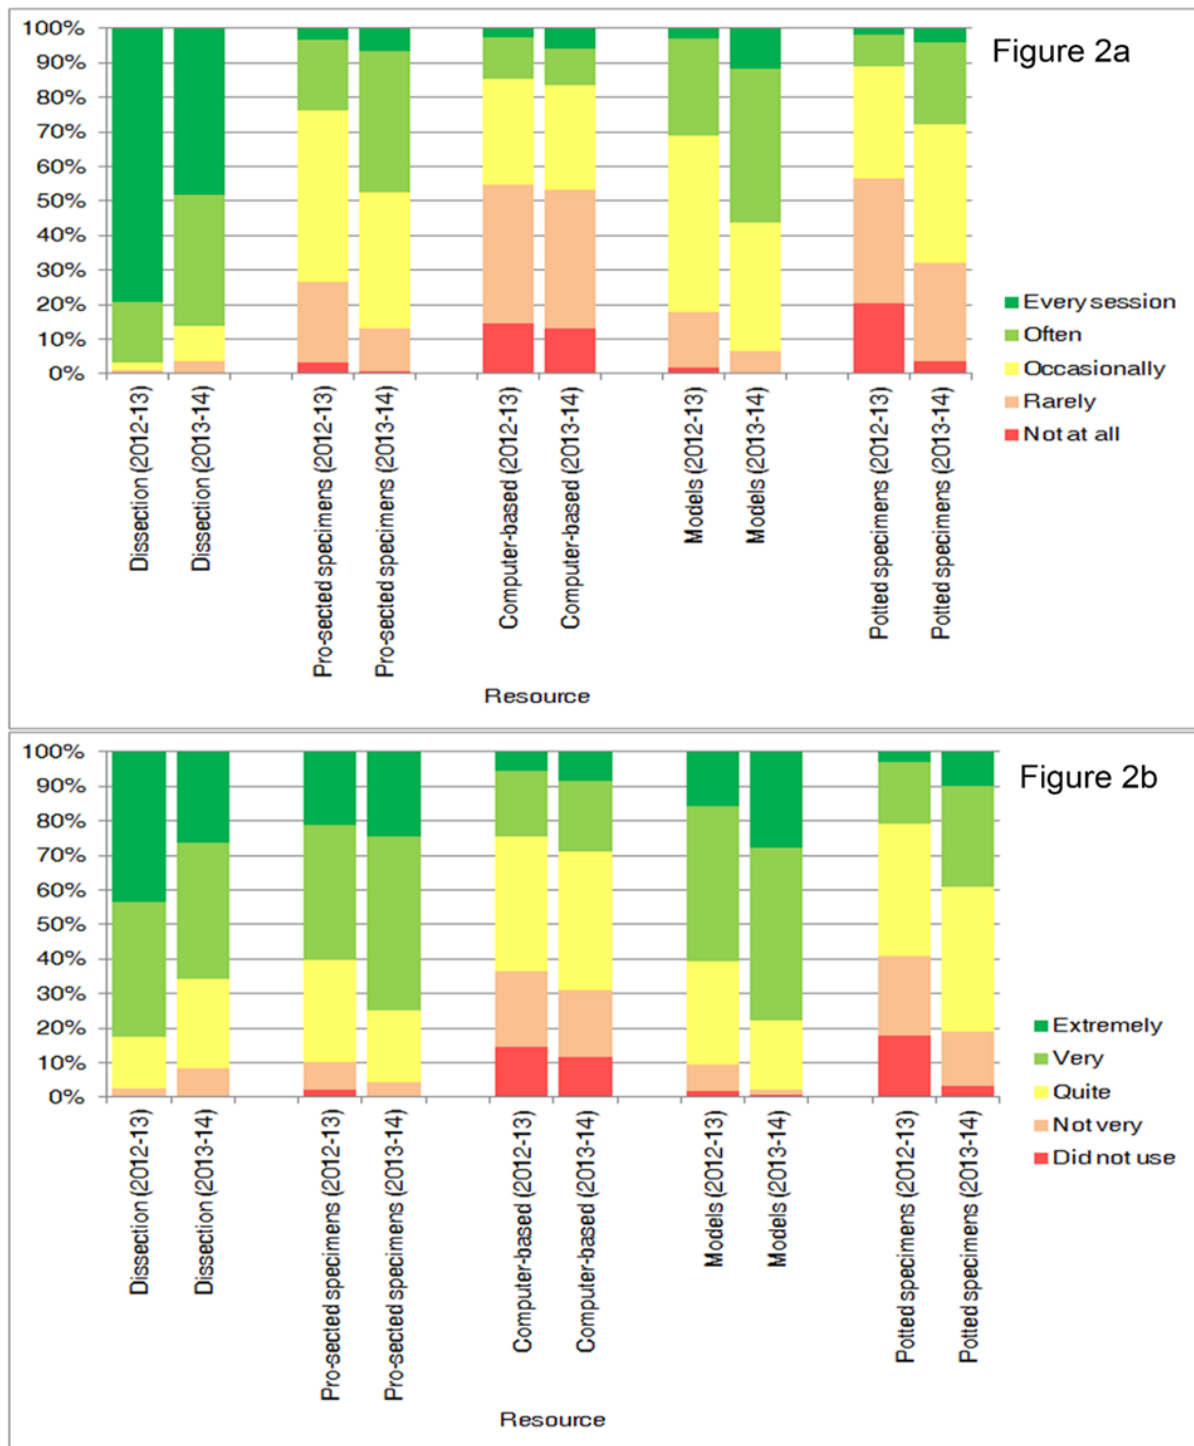 Figure 2a
100%
90%
80%
70%
60%
50%
40%
30%
20%
10%
0%
Every session
Often
Occasionally
Rarely
Not at all
Dissection (2012-13)
Dissection (2013-14)
Pro-sected specimens (2012-13)
Pro-sected specimens (2013-14)
Computer-based (2012-13)
Computer-based (2013-14)
Models (2012-13)
Models (2013-14)
Potted specimens (2012-13)
Potted specimens (2013-14)
Resource
Figure 2b
100%
90%
80%
70%
60%
50%
40%
30%
20%
10%
0%
Extremely
Very
Quite
Not very
Did not use
Dissection (2012-13)
Dissection (2013-14)
Pro-sected specimens (2012-13)
Pro-sected specimens (2013-14)
Computer-based (2012-13)
Computer-based (2013-14)
Models (2012-13)
Models (2013-14)
Potted specimens (2012-13)
Potted specimens (2013-14)
Resource